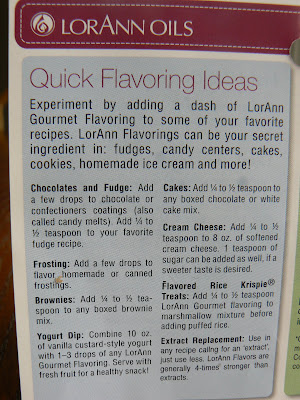 LORANN OILS
Quick Flavoring Ideas
Experiment by adding a dash of LorAnn
Gourmet Flavoring to some of your favorite
recipes. LorAnn Flavorings can be your secret
ingredient in: fudges, candy centers, cakes,
cookies, homemade ice cream and more!
Chocolates and Fudge: Add
a few drops to chocolate or
confectioners coatings (also
called candy melts). Add ¼ to
½ teaspoon to your favorite
fudge recipe.
Frosting: Add a few drops to
flavor homemade or canned
frostings.
Brownies: Add ¼ to ½ tea-
spoon to any boxed brownie
mix.
Yogurt Dip: Combine 10 oz.
of vanilla custard-style yogurt
with 1–3 drops of any LorAnn
Gourmet Flavoring. Serve with
fresh fruit for a healthy snack!
Cakes: Add ¼ to ½ teaspoon to
any boxed chocolate or white
cake mix.
Cream Cheese: Add ¼ to ½
teaspoon to 8 oz. of softened
cream cheese. 1 teaspoon of
sugar can be added as well, if a
sweeter taste is desired.
Flavored Rice Krispie®
Treats: Add ¼ to ½ teaspoon
LorAnn Gourmet flavoring to
marshmallow mixture before
adding puffed rice.
Extract Replacement: Use in
any recipe calling for an 'extract',
just use less. LorAnn Flavors are
generally 4-times* stronger than
extracts.